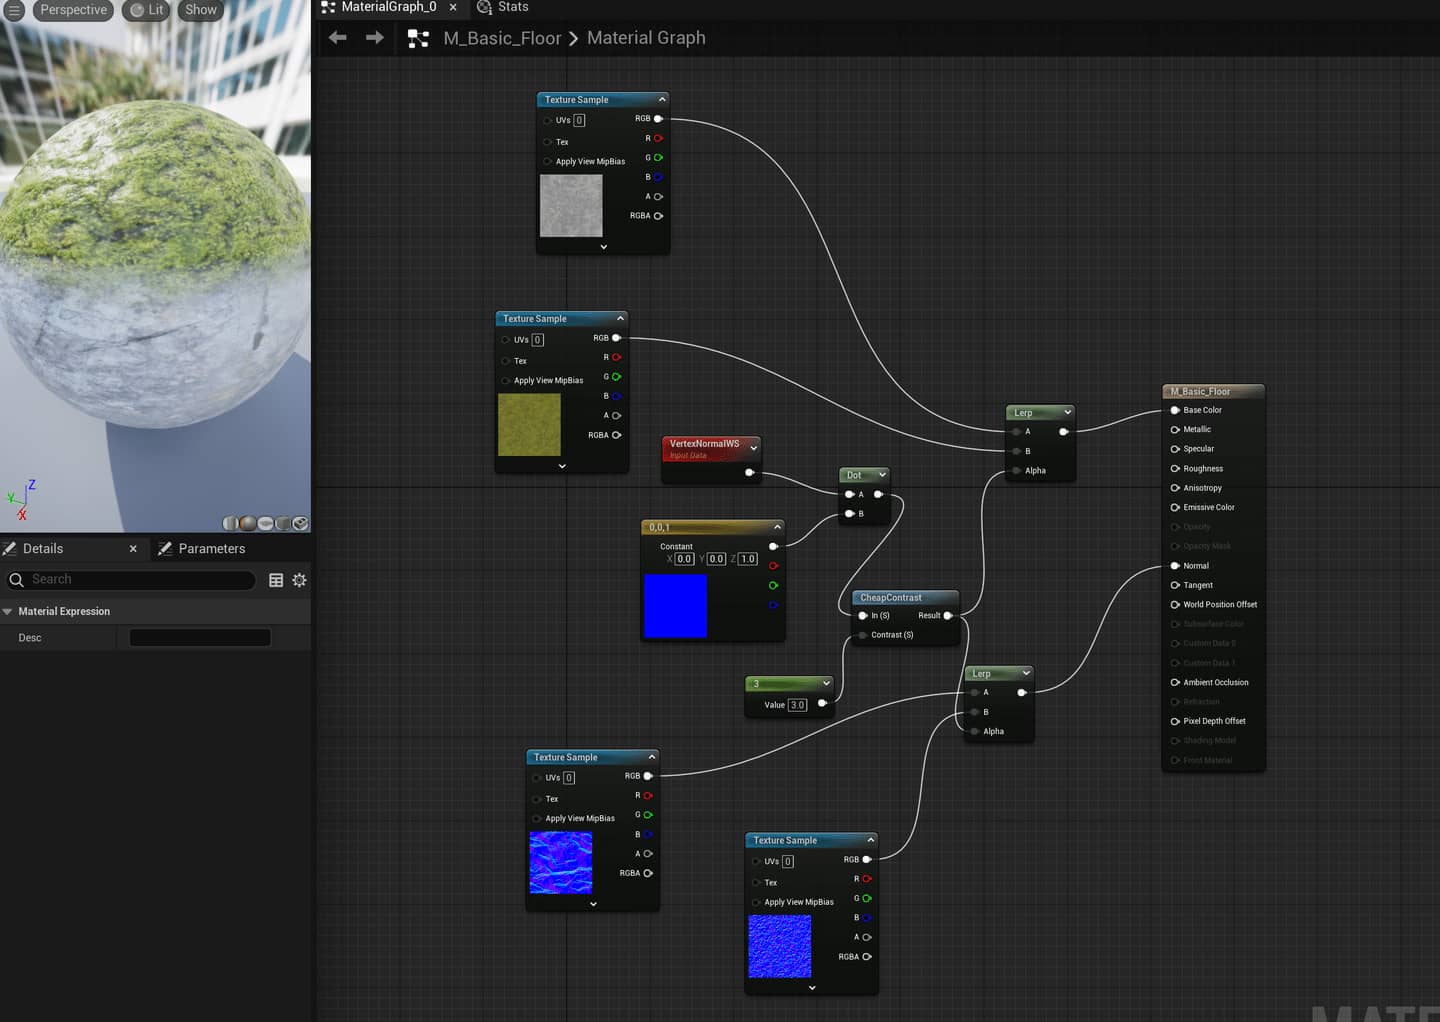 Perspective
Lit
Show
MaterialGraph_0
Stats
M_Basic_Floor
Material Graph
Texture Sample
UVs 0
RGB
R
Tex
G
Apply View MipBias
B
A
RGBA
Texture Sample
UVs 0
RGB
R
Tex
G
Apply View MipBias
B
A
RGBA
VertexNormalWS
Input Data
Dot
A
B
0,0,1
Constant
X 0.0 Y 0.0 Z 1.0
CheapContrast
In (S)
Result
Contrast (S)
3
Value 3.0
Lerp
A
B
Alpha
Lerp
A
B
Alpha
Texture Sample
UVs 0
RGB
R
Tex
G
Apply View MipBias
B
A
RGBA
Texture Sample
UVs 0
RGB
R
Tex
G
Apply View MipBias
B
A
RGBA
M_Basic_Floor
Base Color
Metallic
Specular
Roughness
Anisotropy
Emissive Color
Opacity
Opacity Mask
Normal
Tangent
World Position Offset
Subsurface Color
Custom Data 0
Custom Data 1
Ambient Occlusion
Refraction
Pixel Depth Offset
Shading Model
Front Material
Z
Y
X
Details
Parameters
Search
Material Expression
Desc